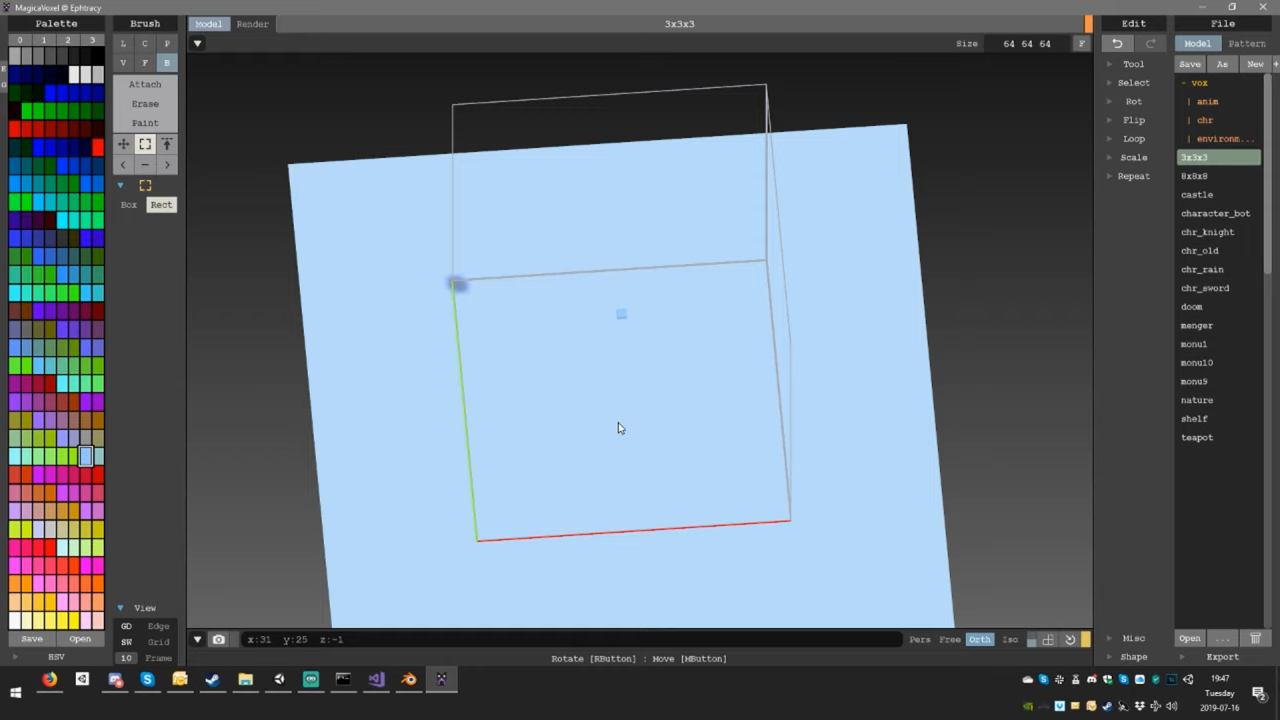 MagicaVoxel @ Ephtracy
Palette
Brush
Model
Render
3x3x3
Edit
File
0 1 2 3
L C P
V F B
Size 64 64 64 F
Model Pattern
Attach
Erase
Paint
Box Rect
Tool
Select
Rot
Flip
Loop
Scale
Repeat
Save As New +
- vox
| anim
| chr
| environm...
3x3x3
8x8x8
castle
character_bot
chr_knight
chr_old
chr_rain
chr_sword
doom
menger
monu1
monu10
monu9
nature
shelf
teapot
View
GD Edge
SW Grid
10 Frame
Save Open
HSV
x:31 y:25 z:-1
Pers Free Orth Iso
Rotate [RButton] : Move [MButton]
Misc
Shape
Open ...
Export
19:47
Tuesday
2019-07-16